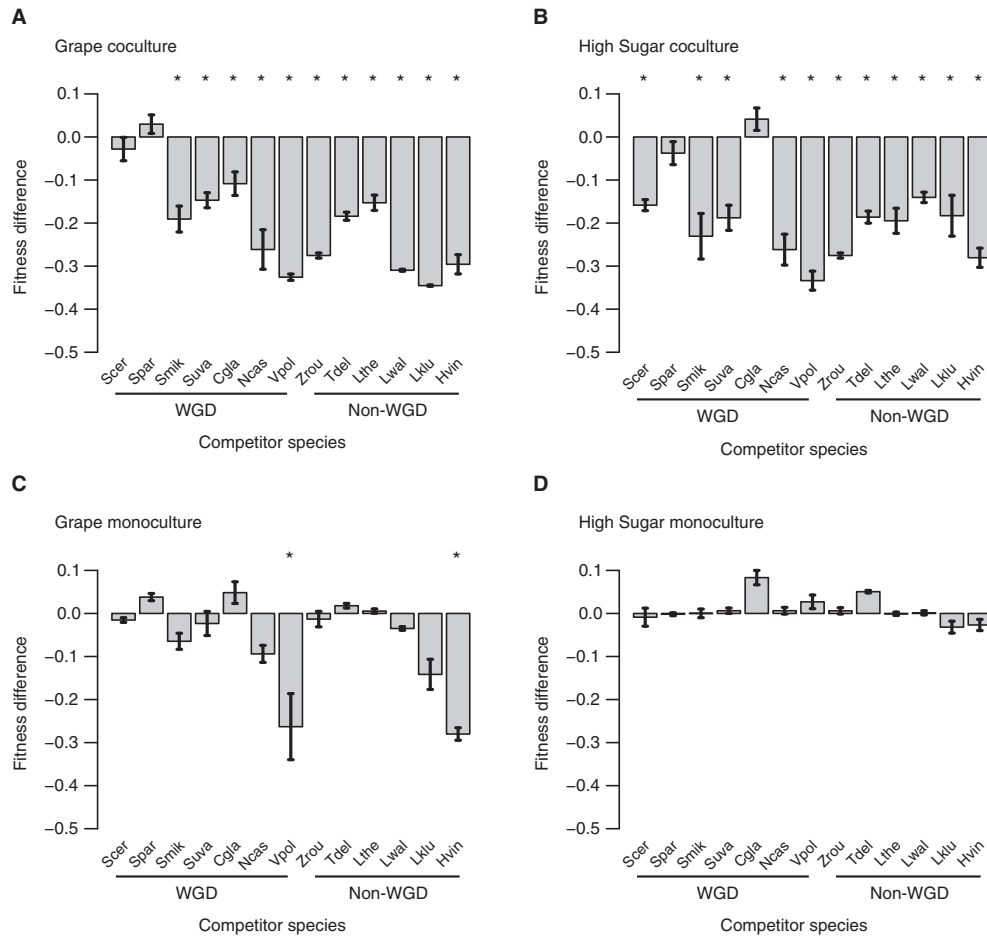 A
Grape coculture
* * * * * * * * * * *
Fitness difference
0.1
0.0
−0.1
−0.2
−0.3
−0.4
−0.5
Scer Spar Smik Suva Cgla Ncas Vpol Zrou Tdel Lthe Lwal Lklu Hvin
WGD Non-WGD
Competitor species
B
High Sugar coculture
* * * * * * * * * * *
Fitness difference
0.1
0.0
−0.1
−0.2
−0.3
−0.4
−0.5
Scer Spar Smik Suva Cgla Ncas Vpol Zrou Tdel Lthe Lwal Lklu Hvin
WGD Non-WGD
Competitor species
C
Grape monoculture
* *
Fitness difference
0.1
0.0
−0.1
−0.2
−0.3
−0.4
−0.5
Scer Spar Smik Suva Cgla Ncas Vpol Zrou Tdel Lthe Lwal Lklu Hvin
WGD Non-WGD
Competitor species
D
High Sugar monoculture
Fitness difference
0.1
0.0
−0.1
−0.2
−0.3
−0.4
−0.5
Scer Spar Smik Suva Cgla Ncas Vpol Zrou Tdel Lthe Lwal Lklu Hvin
WGD Non-WGD
Competitor species